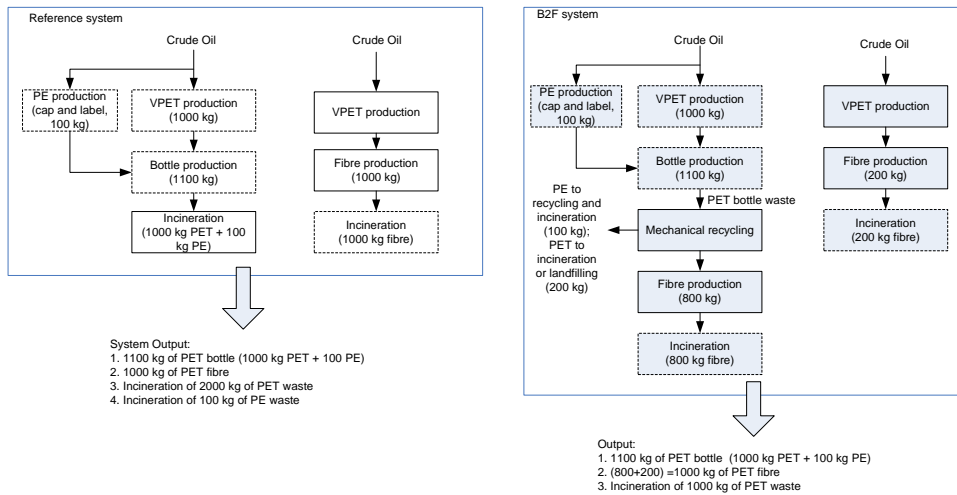 Reference system
Crude Oil
Crude Oil
PE production
(cap and label,
100 kg)
VPET production
(1000 kg)
VPET production
Bottle production
(1100 kg)
Fibre production
(1000 kg)
Incineration
(1000 kg PET + 100
kg PE)
Incineration
(1000 kg fibre)
System Output:
1. 1100 kg of PET bottle (1000 kg PET + 100 PE)
2. 1000 kg of PET fibre
3. Incineration of 2000 kg of PET waste
4. Incineration of 100 kg of PE waste
B2F system
Crude Oil
Crude Oil
PE production
(cap and label,
100 kg)
VPET production
(1000 kg)
VPET production
Bottle production
(1100 kg)
Fibre production
(200 kg)
PET bottle waste
PE to
recycling and
incineration
(100 kg);
PET to
incineration
or landfilling
(200 kg)
Mechanical recycling
Incineration
(200 kg fibre)
Fibre production
(800 kg)
Incineration
(800 kg fibre)
Output:
1. 1100 kg of PET bottle (1000 kg PET + 100 kg PE)
2. (800+200) =1000 kg of PET fibre
3. Incineration of 1000 kg of PET waste